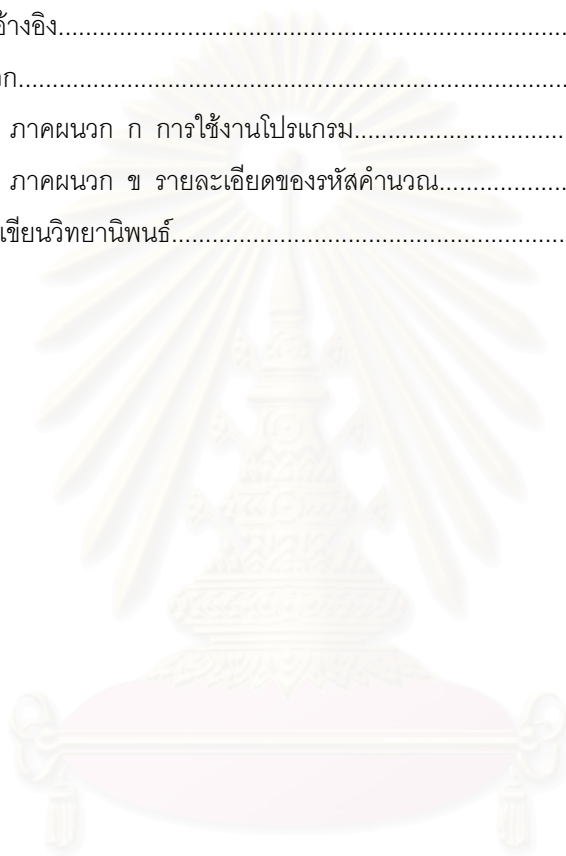 อ้างอิง..........................................................................................
ก..........................................................................................
ภาคผนวก ก การใช้งานโปรแกรม...............................
ภาคผนวก ข รายละเอียดของรหัสคำนวณ...................
เขียนวิทยานิพนธ์..............................................................